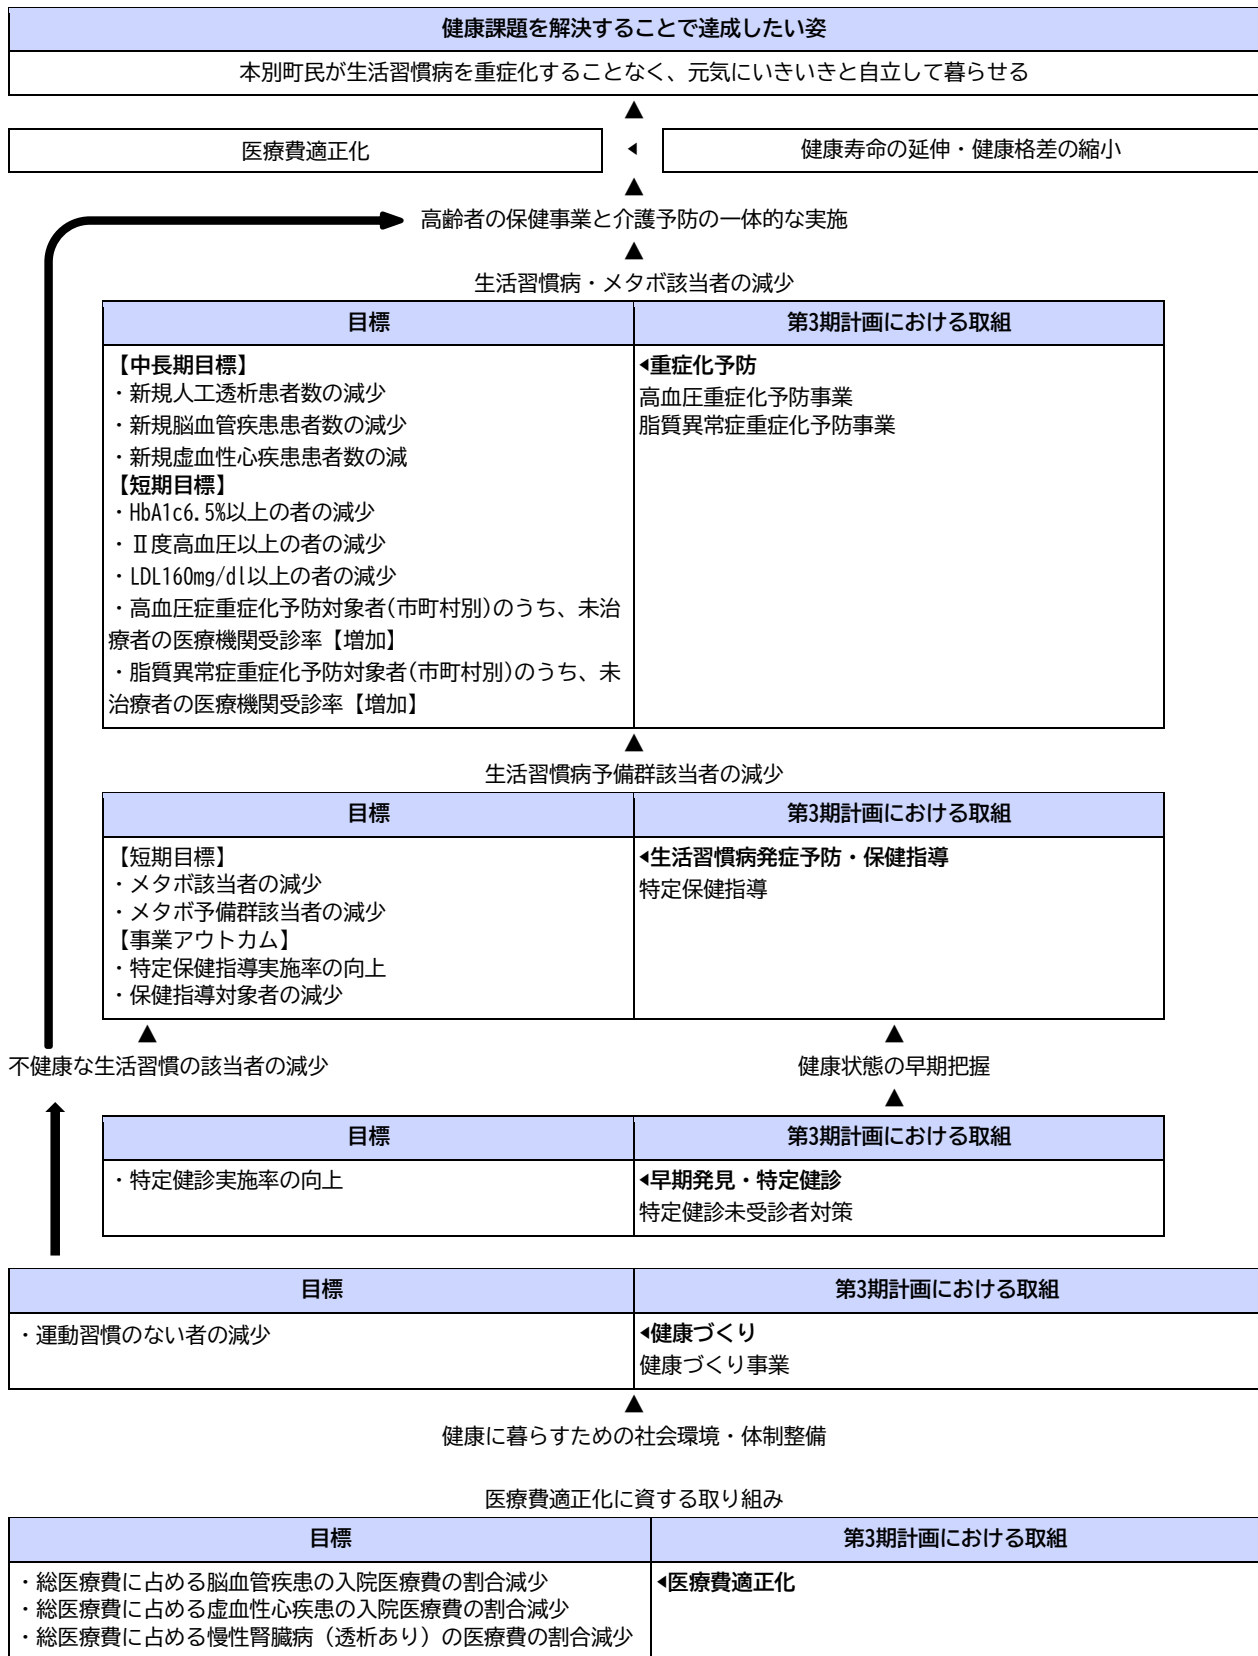 健康課題を解決することで達成したい姿
本別町民が生活習慣病を重症化することなく、元気にいきいきと自立して暮らせる
▲
医療費適正化
◀
健康寿命の延伸・健康格差の縮小
▲
高齢者の保健事業と介護予防の一体的な実施
▲
生活習慣病・メタボ該当者の減少
目標
第3期計画における取組
【中長期目標】
・新規人工透析患者数の減少
・新規脳血管疾患患者数の減少
・新規虚血性心疾患患者数の減
【短期目標】
・HbA1c6.5%以上の者の減少
・Ⅱ度高血圧以上の者の減少
・LDL160mg/dl以上の者の減少
・高血圧症重症化予防対象者(市町村別)のうち、未治
療者の医療機関受診率【増加】
・脂質異常症重症化予防対象者(市町村別)のうち、未
治療者の医療機関受診率【増加】
◀重症化予防
高血圧重症化予防事業
脂質異常症重症化予防事業
▲
生活習慣病予備群該当者の減少
目標
第3期計画における取組
【短期目標】
・メタボ該当者の減少
・メタボ予備群該当者の減少
【事業アウトカム】
・特定保健指導実施率の向上
・保健指導対象者の減少
◀生活習慣病発症予防・保健指導
特定保健指導
▲
▲
不健康な生活習慣の該当者の減少
健康状態の早期把握
▲
目標
第3期計画における取組
・特定健診実施率の向上
◀早期発見・特定健診
特定健診未受診者対策
目標
第3期計画における取組
・運動習慣のない者の減少
◀健康づくり
健康づくり事業
▲
健康に暮らすための社会環境・体制整備
医療費適正化に資する取り組み
目標
第3期計画における取組
・総医療費に占める脳血管疾患の入院医療費の割合減少
・総医療費に占める虚血性心疾患の入院医療費の割合減少
・総医療費に占める慢性腎臓病（透析あり）の医療費の割合減少
◀医療費適正化